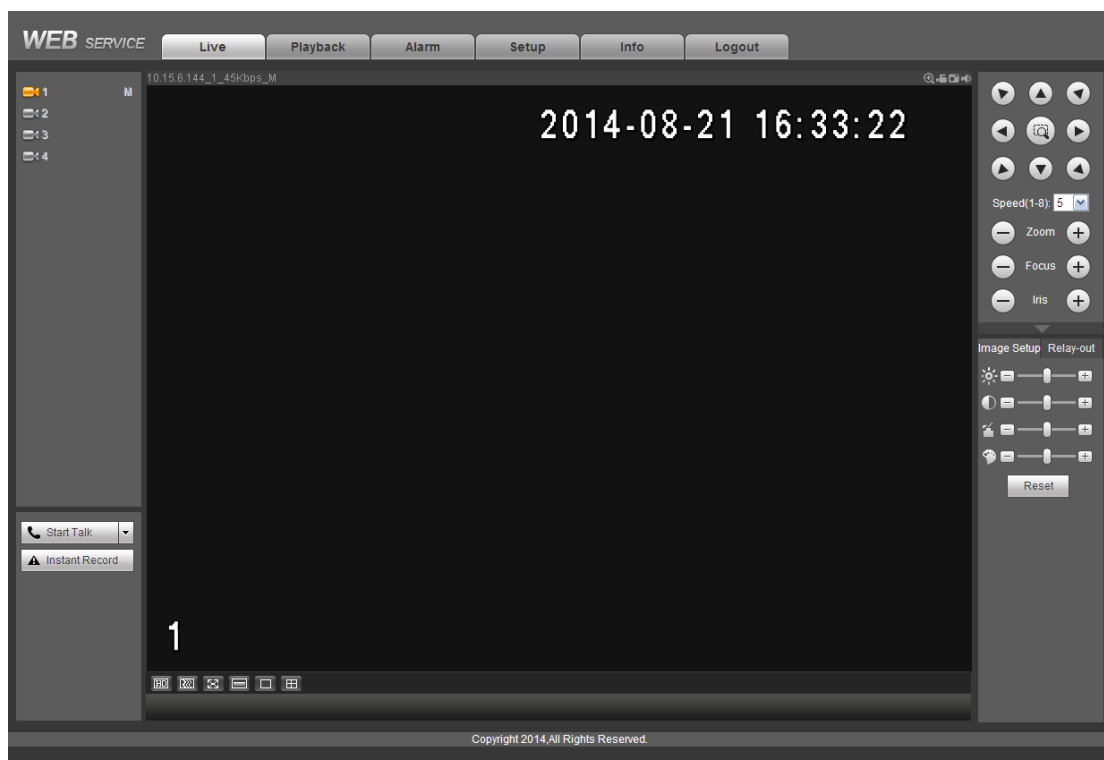 WEB SERVICE
Live
Playback
Alarm
Setup
Info
Logout
1
M
2
3
4
10.15.6.144_1_45Kbps_M
2014-08-21 16:33:22
1
Speed(1-8): 5
Zoom
Focus
Iris
Image Setup
Relay-out
Reset
Start Talk
Instant Record
HD
Copyright 2014,All Rights Reserved.